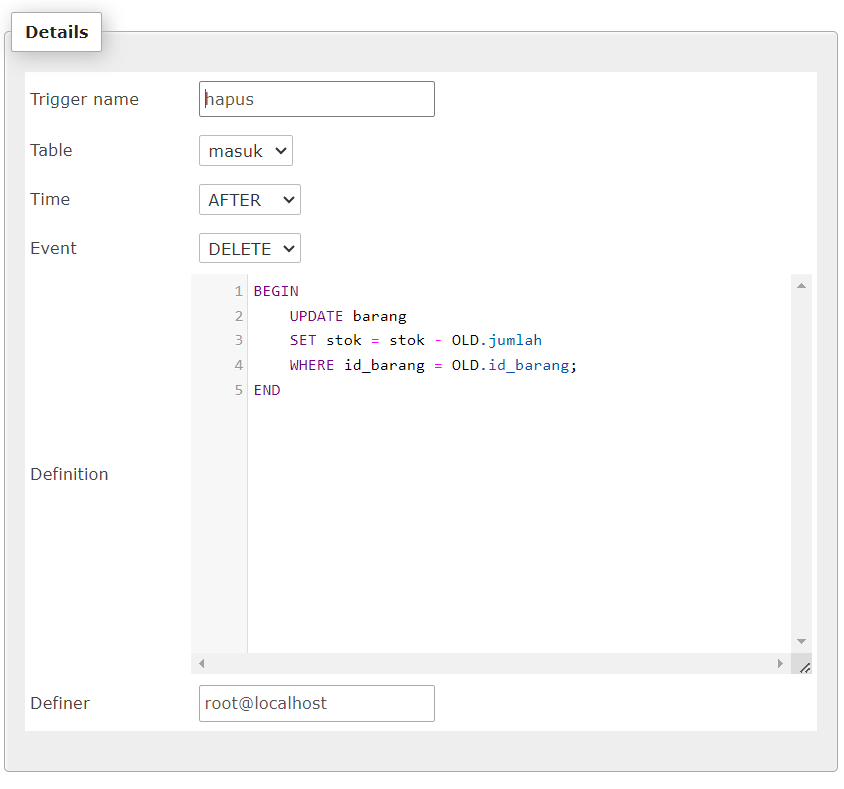 Details
Trigger name hapus
Table masuk
Time AFTER
Event DELETE
Definition
1 BEGIN
2 UPDATE barang
3 SET stok = stok - OLD.jumlah
4 WHERE id_barang = OLD.id_barang;
5 END
Definer root@localhost